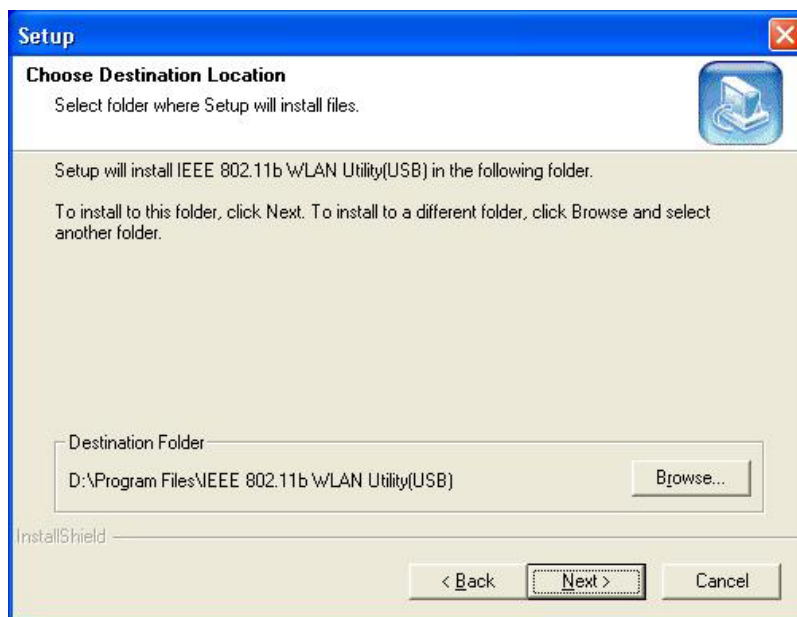 Setup
Choose Destination Location
Select folder where Setup will install files.
Setup will install IEEE 802.11b WLAN Utility(USB) in the following folder.
To install to this folder, click Next. To install to a different folder, click Browse and select
another folder.
Destination Folder
D:\Program Files\IEEE 802.11b WLAN Utility(USB)
Browse...
InstallShield
< Back
Next >
Cancel